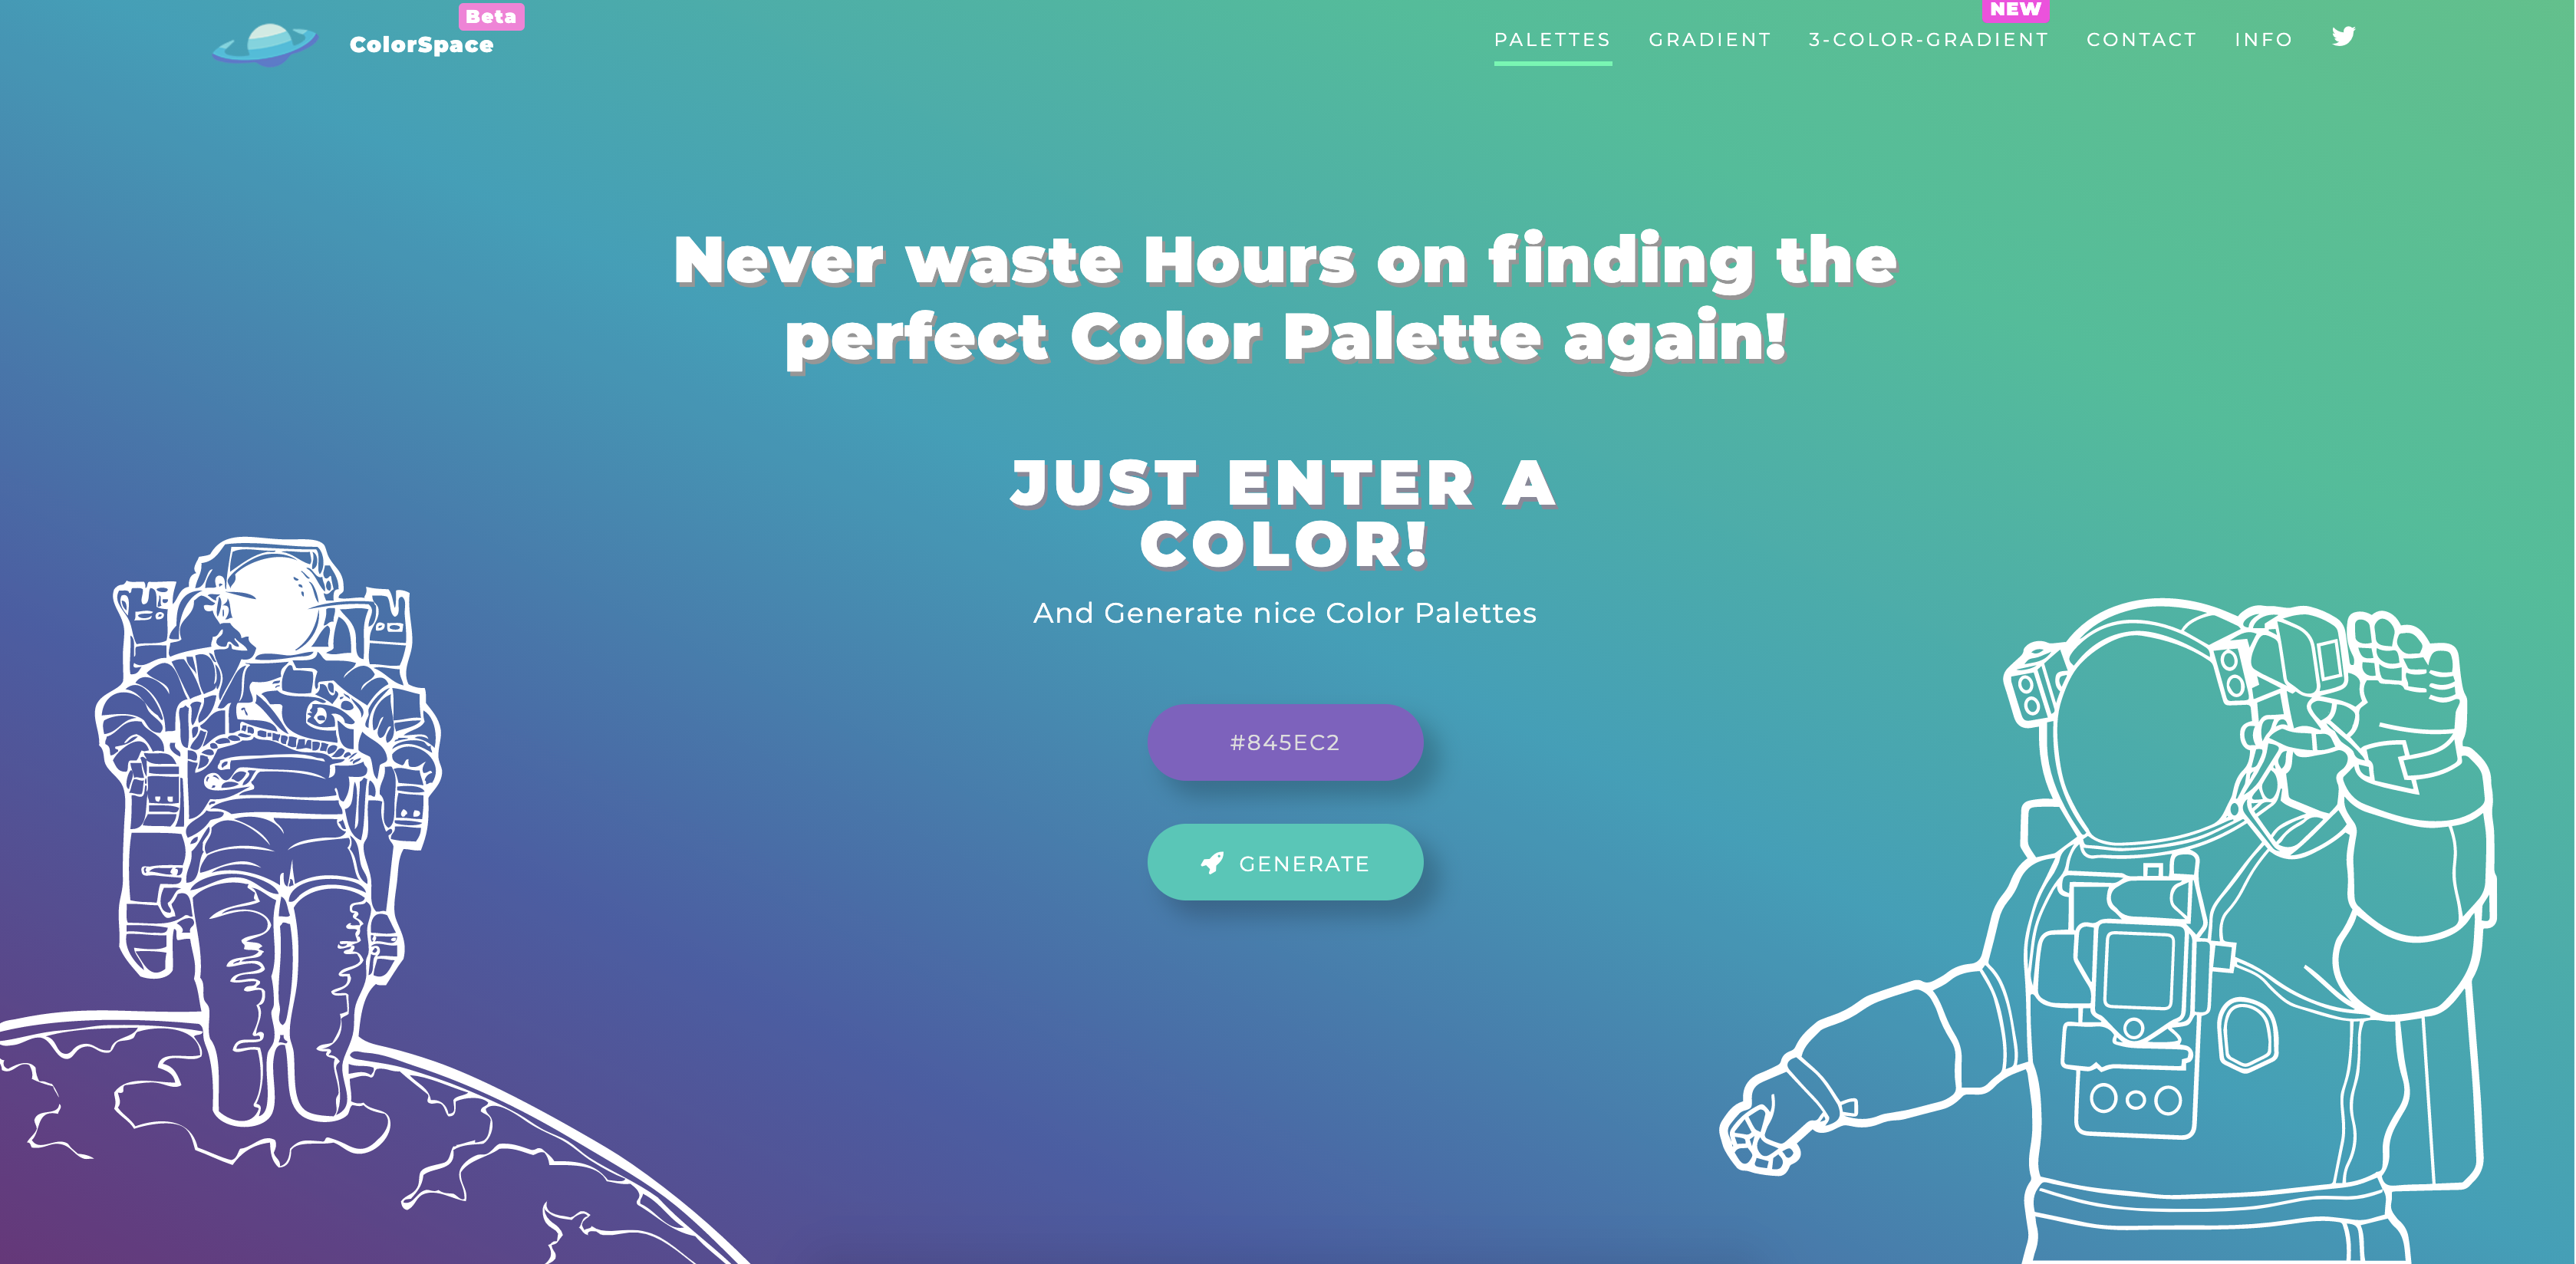 Beta
ColorSpace
NEW
PALETTES GRADIENT 3-COLOR-GRADIENT CONTACT INFO
Never waste Hours on finding the
perfect Color Palette again!
JUST ENTER A
COLOR!
And Generate nice Color Palettes
#845EC2
GENERATE